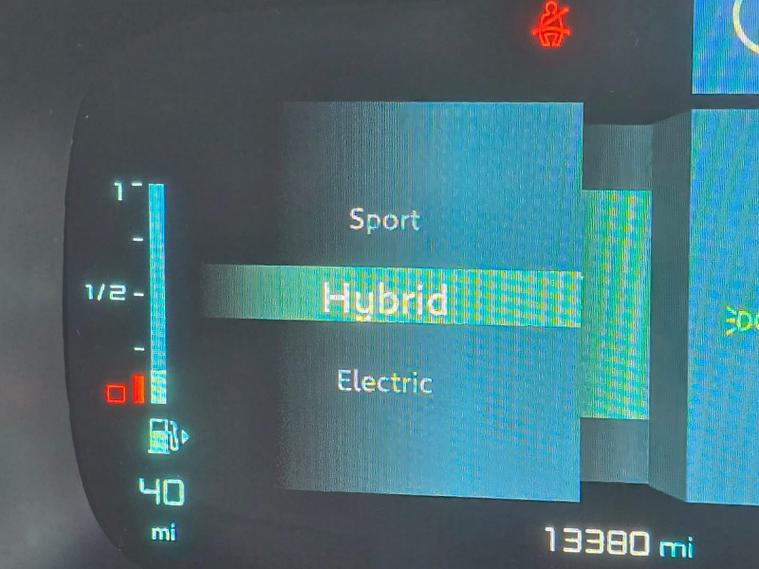 1
1/2
Sport
Hybrid
Electric
40
mi
13380 mi